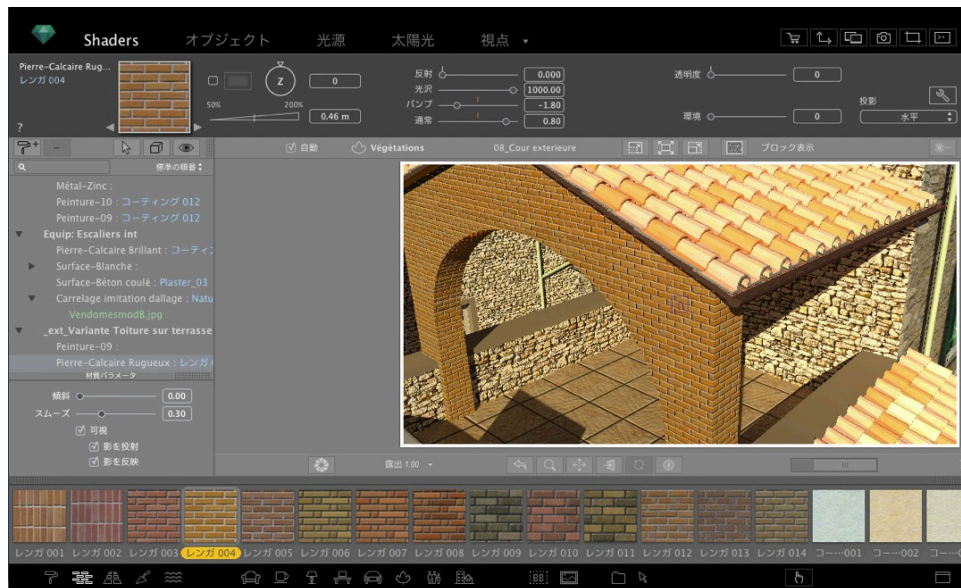 Shaders オブジェクト 光源 太陽光 視点
Pierre-Calcaire Rug...
レンガ 004
?
50% 200%
Z
0
0.46 m
反射 0.000
光沢 1000.00
バンプ -1.80
通常 0.80
透明度 0
環境 0
投影
水平
自動 Végétations 08_Cour exterieure ブロック表示
標準の順番
Métal-Zinc :
Peinture-10 : コーティング 012
Peinture-09 : コーティング 012
Equip: Escaliers int
Pierre-Calcaire Brillant : コーティ
Surface-Blanche :
Surface-Béton coulé : Plaster_03
Carrelage imitation dallage : Natu
Vendomesmod8.jpg
_ext_Variante Toiture sur terrasse
Peinture-09 :
Pierre-Calcaire Rugueux : レンガ
材質パラメータ
傾斜 0.00
スムーズ 0.30
可視
影を投射
影を反映
露出 1.00
レンガ 001 レンガ 002 レンガ 003 レンガ 004 レンガ 005 レンガ 006 レンガ 007 レンガ 008 レンガ 009 レンガ 010 レンガ 011 レンガ 012 レンガ 013 レンガ 014 コー…001 コー…002 コー…